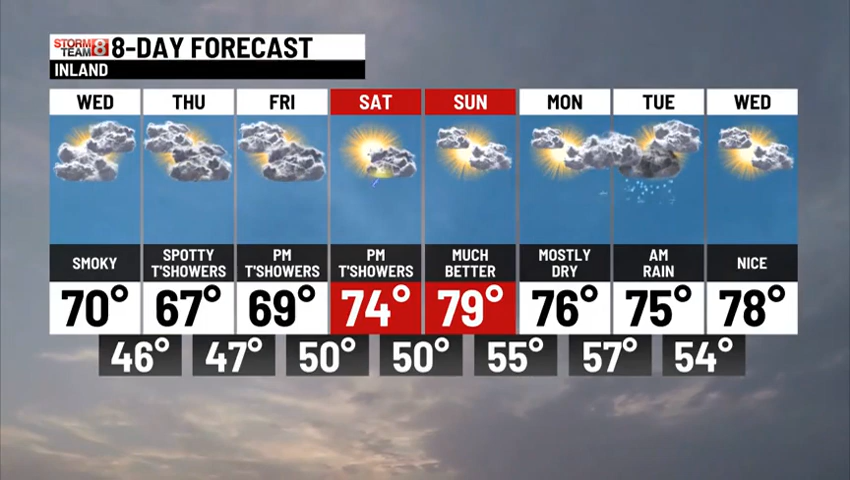 STORM TEAM 8 8-DAY FORECAST
INLAND
WED THU FRI SAT SUN MON TUE WED
SMOKY
SPOTTY T'SHOWERS
PM T'SHOWERS
PM T'SHOWERS
MUCH BETTER
MOSTLY DRY
AM RAIN
NICE
70° 67° 69° 74° 79° 76° 75° 78°
46° 47° 50° 50° 55° 57° 54°